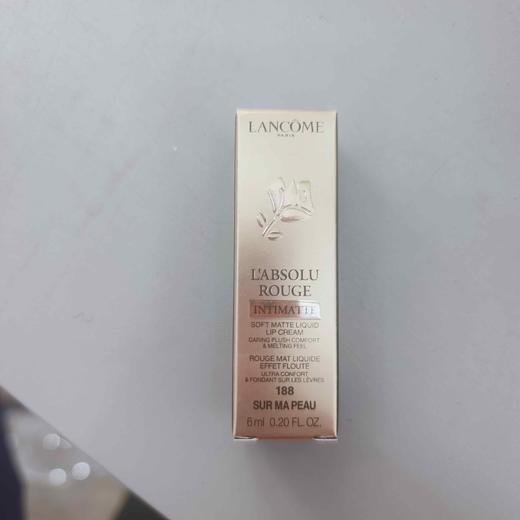 LANCÔME
PARIS
L'ABSOLU
ROUGE
INTIMATTE
SOFT MATTE LIQUID
LIP CREAM
CARING PLUSH COMFORT
& MELTING FEEL
ROUGE MAT LIQUIDE
EFFET FLOUTÉ
ULTRA CONFORT
& FONDANT SUR LES LÈVRES
188
SUR MA PEAU
6 ml 0.20 FL. OZ.